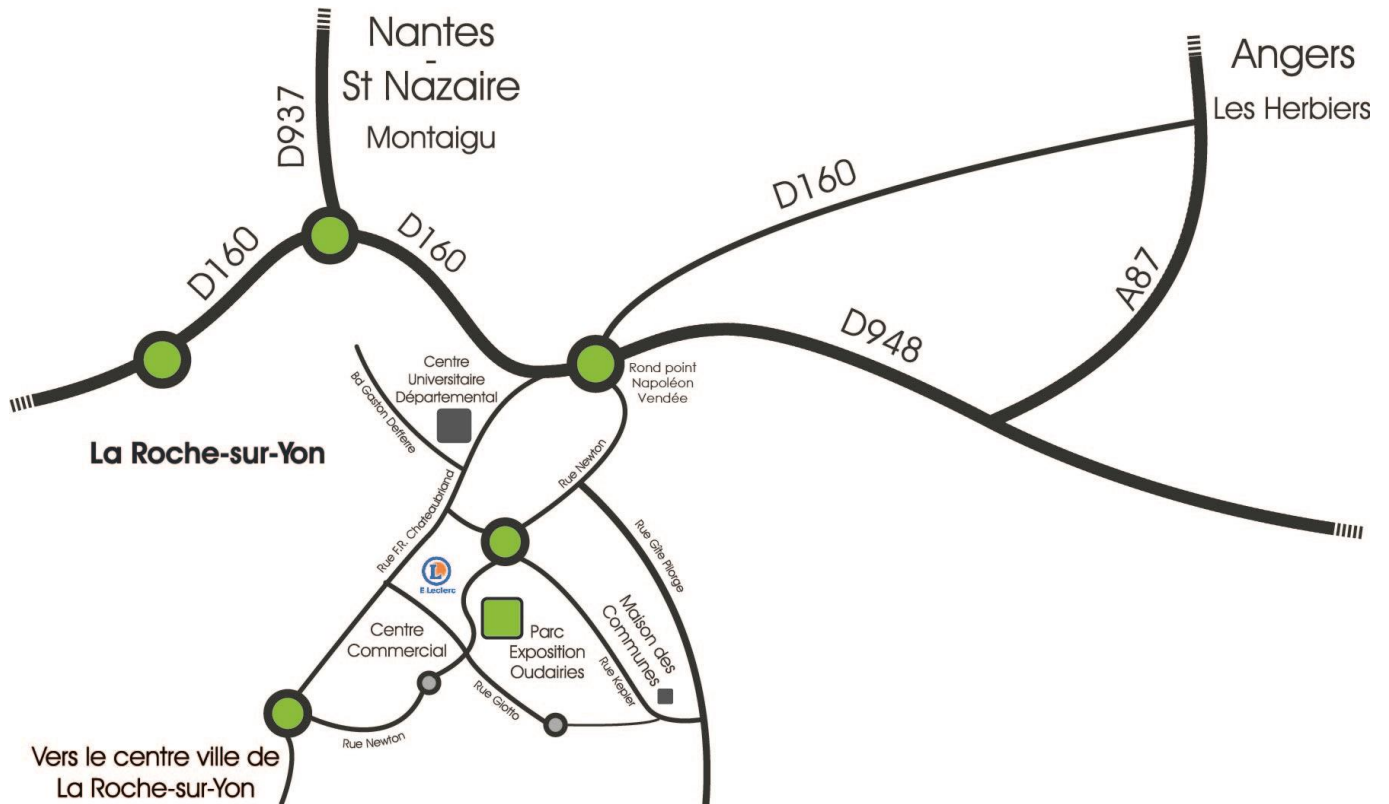 Nantes
-
St Nazaire
Montaigu
Angers
Les Herbiers
D937
D160
D160
D160
A87
D948
Rond point
Napoléon
Vendée
Centre
Universitaire
Départemental
Bd Gaston Defferre
La Roche-sur-Yon
Rue Newton
Rue F.R. Chateaubriand
Rue Gîte Pilorge
L
E.Leclerc
Maison des
Communes
Centre
Commercial
Parc
Exposition
Oudairies
Rue Kepler
Rue Giotto
Rue Newton
Vers le centre ville de
La Roche-sur-Yon